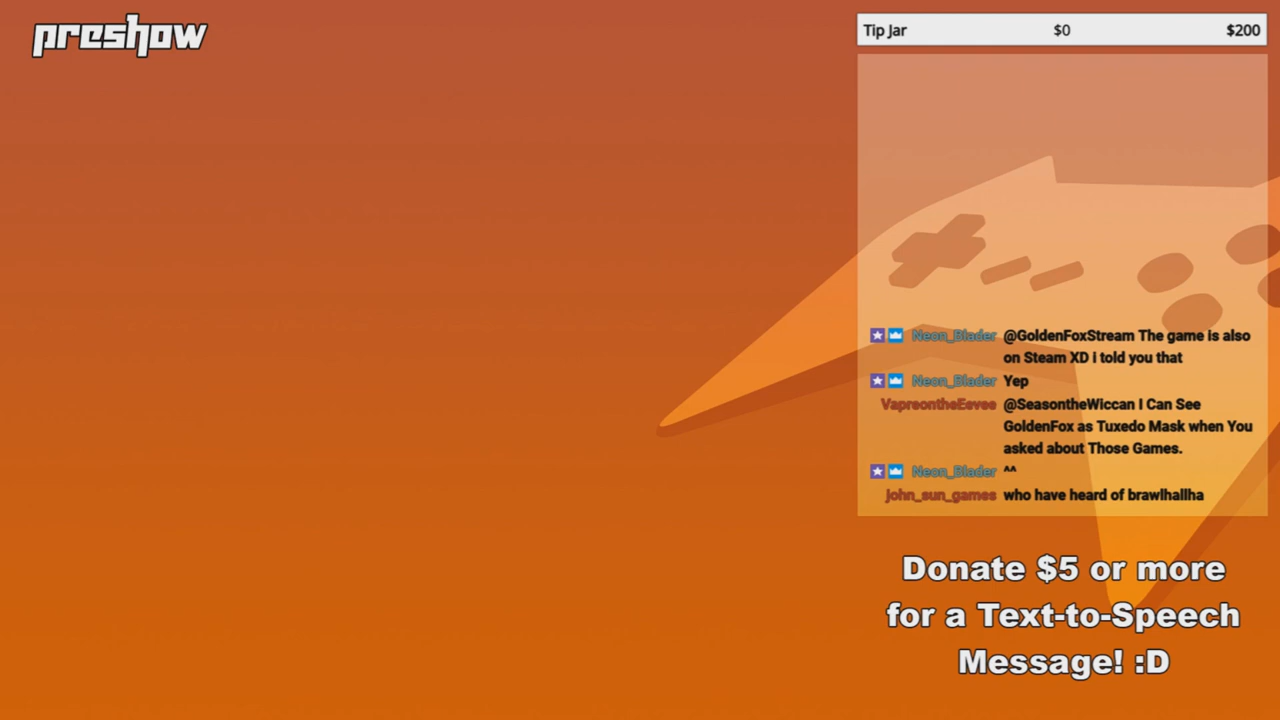 preshow
Tip Jar $0 $200
Neon_Blader @GoldenFoxStream The game is also
on Steam XD i told you that
Neon_Blader Yep
VapreontheEevee @SeasontheWiccan I Can See
GoldenFox as Tuxedo Mask when You
asked about Those Games.
Neon_Blader ^^
john_sun_games who have heard of brawlhallha
Donate $5 or more
for a Text-to-Speech
Message! :D